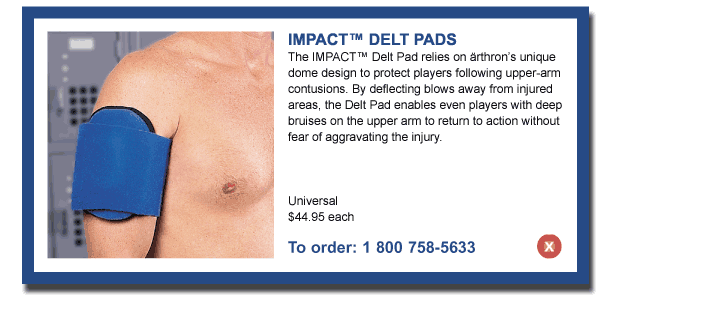 IMPACT™ DELT PADS
The IMPACT™ Delt Pad relies on ärthron's unique
dome design to protect players following upper-arm
contusions. By deflecting blows away from injured
areas, the Delt Pad enables even players with deep
bruises on the upper arm to return to action without
fear of aggravating the injury.
Universal
$44.95 each
To order: 1 800 758-5633
X